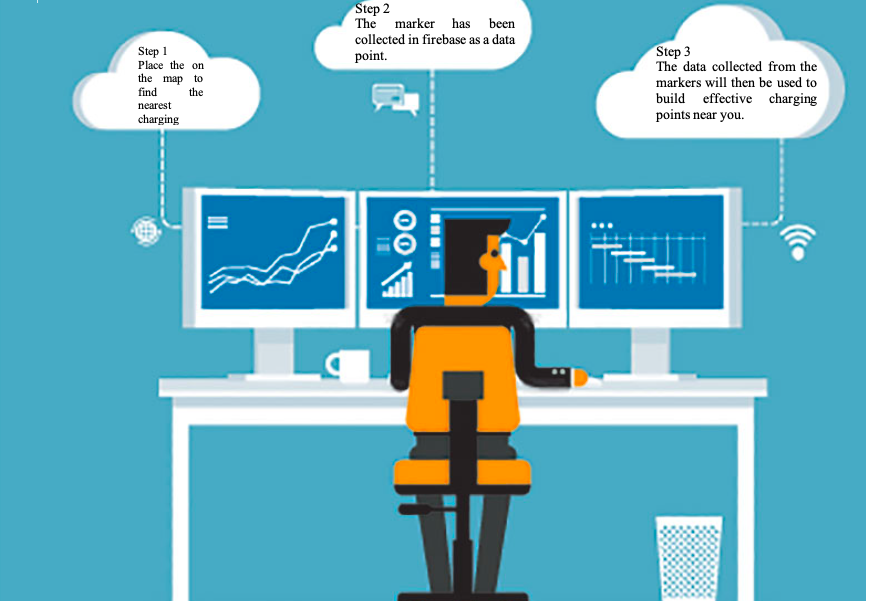 Step 1
Place the on
the map to
find the
nearest
charging
Step 2
The marker has been
collected in firebase as a data
point.
Step 3
The data collected from the
markers will then be used to
build effective charging
points near you.